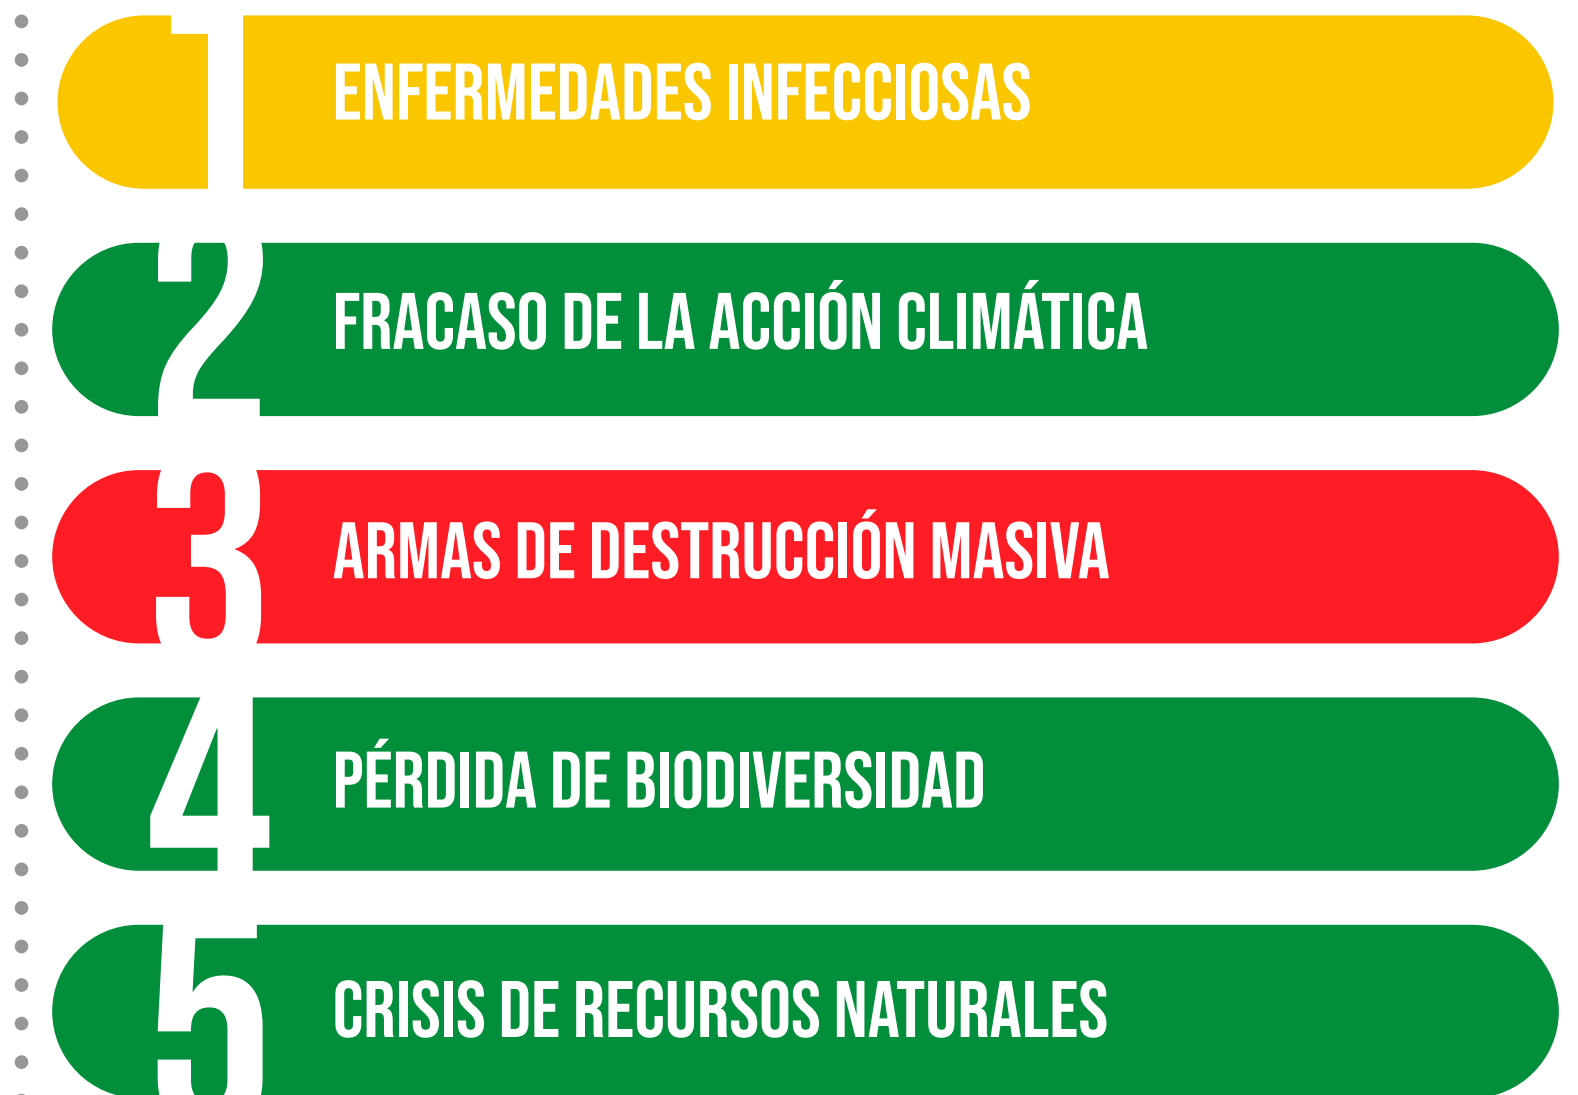 1 ENFERMEDADES INFECCIOSAS
2 FRACASO DE LA ACCIÓN CLIMÁTICA
3 ARMAS DE DESTRUCCIÓN MASIVA
4 PÉRDIDA DE BIODIVERSIDAD
5 CRISIS DE RECURSOS NATURALES